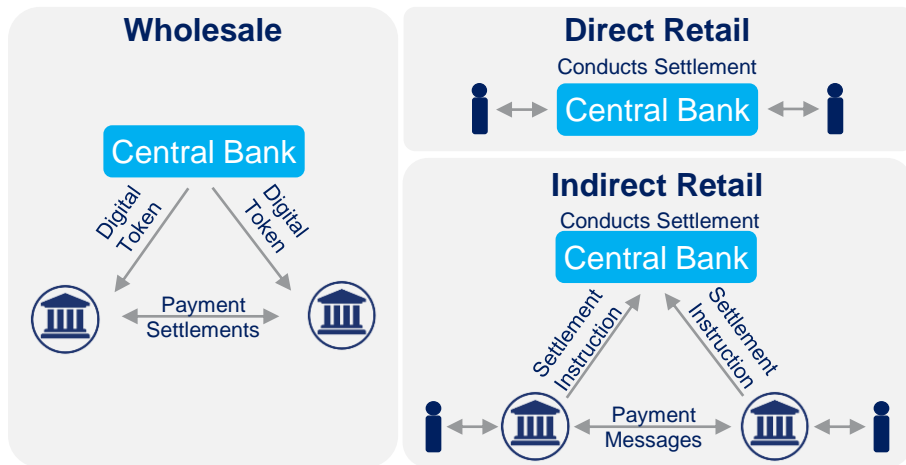 Wholesale
Central Bank
Digital
Token
Digital
Token
Payment
Settlements
Direct Retail
Conducts Settlement
Central Bank
Indirect Retail
Conducts Settlement
Central Bank
Settlement
Instruction
Settlement
Instruction
Payment
Messages